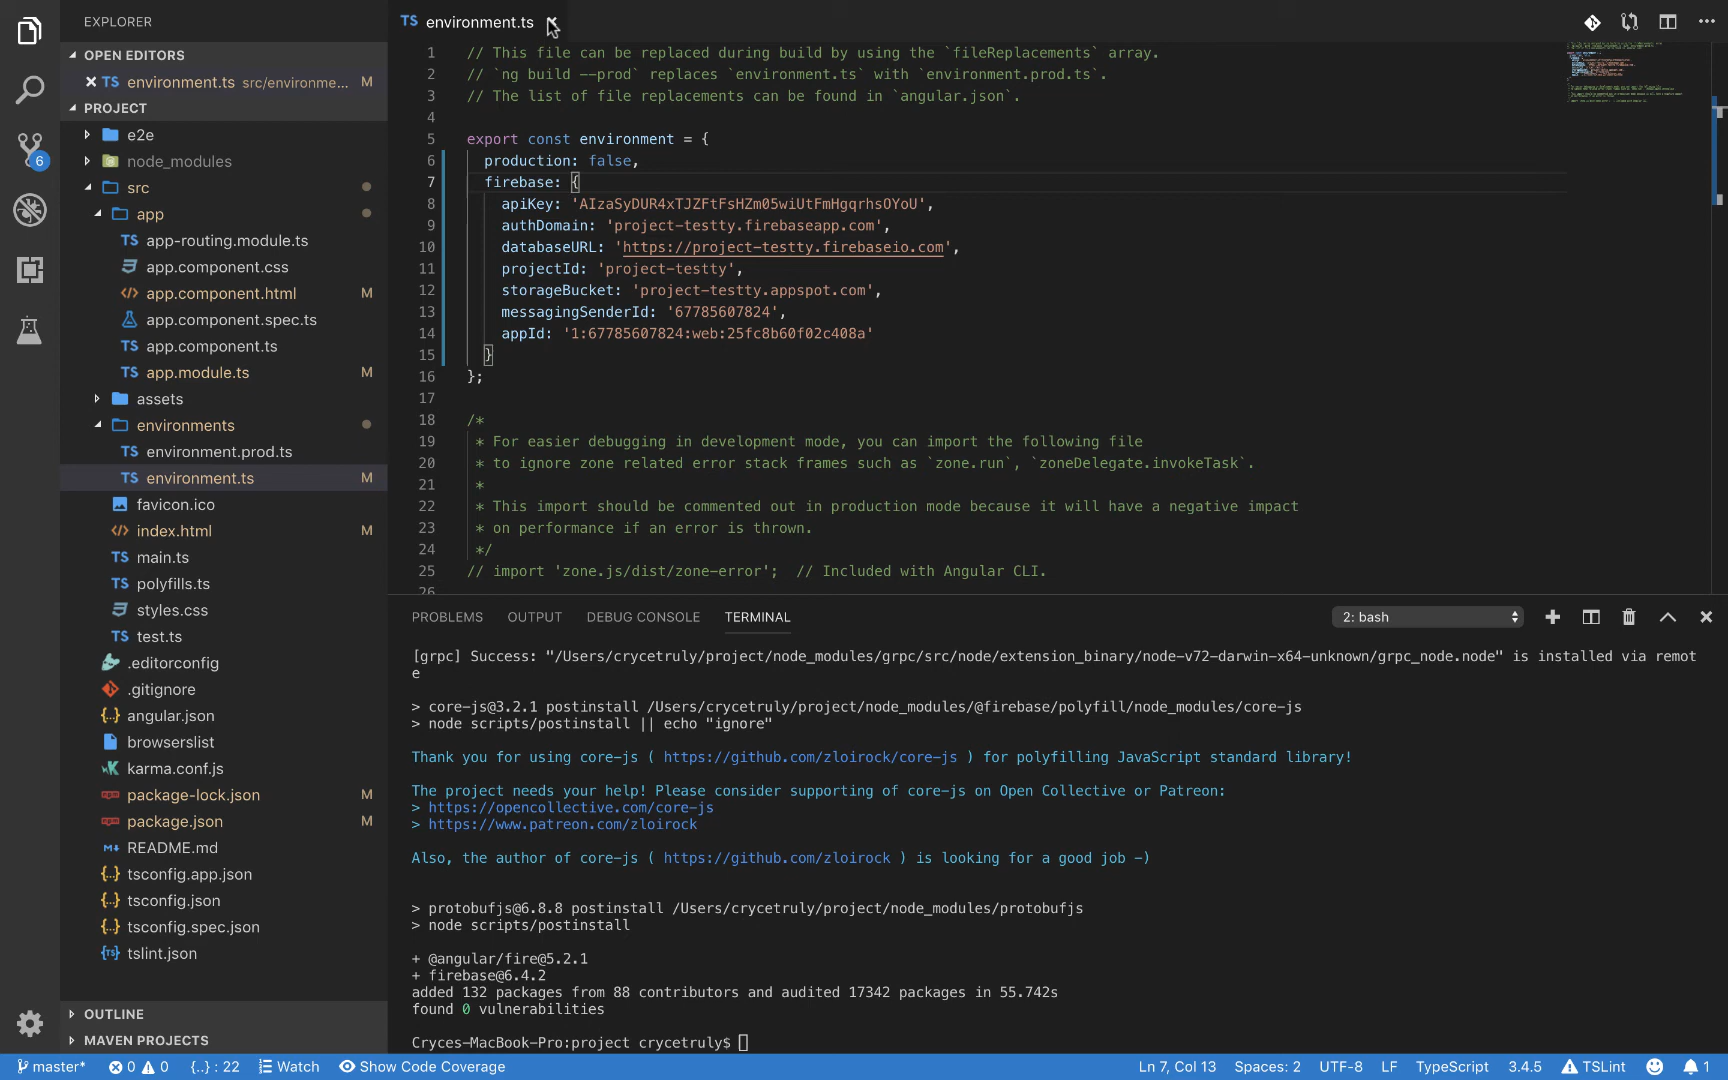 EXPLORER
OPEN EDITORS
TS environment.ts src/environme... M
PROJECT
e2e
node_modules
src
app
TS app-routing.module.ts
app.component.css
app.component.html M
app.component.spec.ts
TS app.component.ts
TS app.module.ts M
assets
environments
TS environment.prod.ts
TS environment.ts M
favicon.ico
index.html M
TS main.ts
TS polyfills.ts
styles.css
TS test.ts
.editorconfig
.gitignore
{..} angular.json
browserslist
karma.conf.js
package-lock.json M
package.json M
README.md
{..} tsconfig.app.json
{..} tsconfig.json
{..} tsconfig.spec.json
tslint.json
OUTLINE
MAVEN PROJECTS
6
TS environment.ts
1 // This file can be replaced during build by using the `fileReplacements` array.
2 // `ng build --prod` replaces `environment.ts` with `environment.prod.ts`.
3 // The list of file replacements can be found in `angular.json`.
4
5 export const environment = {
6 production: false,
7 firebase: {
8 apiKey: 'AIzaSyDUR4xTJZFtFsHZm05wiUtFmHgqrhsOYoU',
9 authDomain: 'project-testty.firebaseapp.com',
10 databaseURL: 'https://project-testty.firebaseio.com',
11 projectId: 'project-testty',
12 storageBucket: 'project-testty.appspot.com',
13 messagingSenderId: '67785607824',
14 appId: '1:67785607824:web:25fc8b60f02c408a'
15 }
16 };
17
18 /*
19 * For easier debugging in development mode, you can import the following file
20 * to ignore zone related error stack frames such as `zone.run`, `zoneDelegate.invokeTask`.
21 *
22 * This import should be commented out in production mode because it will have a negative impact
23 * on performance if an error is thrown.
24 */
25 // import 'zone.js/dist/zone-error';  // Included with Angular CLI.
26
PROBLEMS OUTPUT DEBUG CONSOLE TERMINAL 2: bash
[grpc] Success: "/Users/crycetruly/project/node_modules/grpc/src/node/extension_binary/node-v72-darwin-x64-unknown/grpc_node.node" is installed via remot
e
> core-js@3.2.1 postinstall /Users/crycetruly/project/node_modules/@firebase/polyfill/node_modules/core-js
> node scripts/postinstall || echo "ignore"
Thank you for using core-js ( https://github.com/zloirock/core-js ) for polyfilling JavaScript standard library!
The project needs your help! Please consider supporting of core-js on Open Collective or Patreon:
> https://opencollective.com/core-js
> https://www.patreon.com/zloirock
Also, the author of core-js ( https://github.com/zloirock ) is looking for a good job -)
> protobufjs@6.8.8 postinstall /Users/crycetruly/project/node_modules/protobufjs
> node scripts/postinstall
+ @angular/fire@5.2.1
+ firebase@6.4.2
added 132 packages from 88 contributors and audited 17342 packages in 55.742s
found 0 vulnerabilities
Cryces-MacBook-Pro:project crycetruly$
master* 0 0 {..} : 22 Watch Show Code Coverage Ln 7, Col 13 Spaces: 2 UTF-8 LF TypeScript 3.4.5 TSLint 1